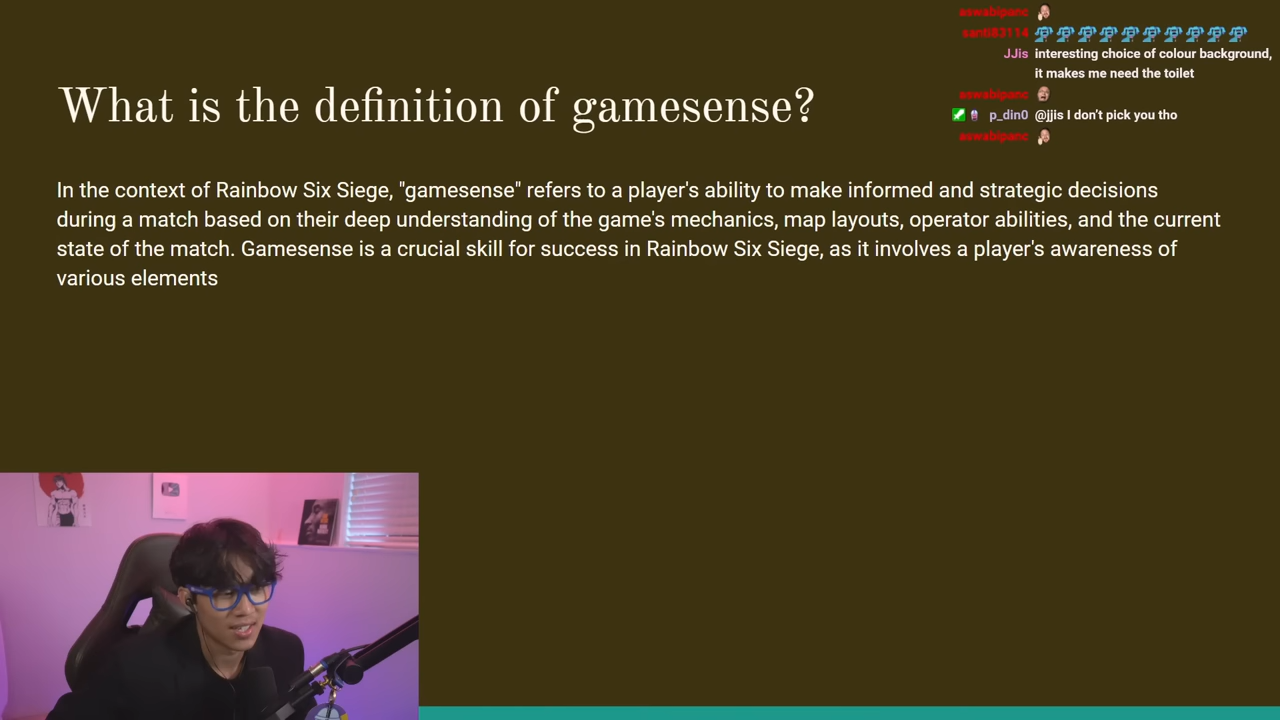 aswabipanc
santi83114
JJis interesting choice of colour background,
it makes me need the toilet
aswabipanc
p_din0 @jjis I don't pick you tho
aswabipanc
What is the definition of gamesense?
In the context of Rainbow Six Siege, "gamesense" refers to a player's ability to make informed and strategic decisions
during a match based on their deep understanding of the game's mechanics, map layouts, operator abilities, and the current
state of the match. Gamesense is a crucial skill for success in Rainbow Six Siege, as it involves a player's awareness of
various elements